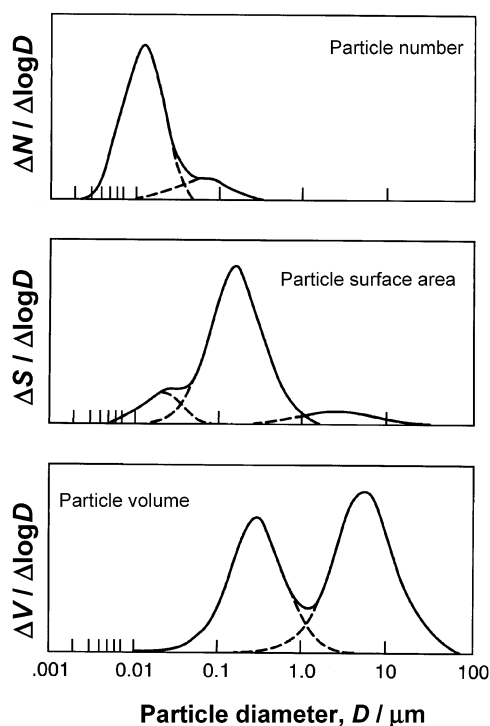 Particle number
ΔN / ΔlogD
Particle surface area
ΔS / ΔlogD
Particle volume
ΔV / ΔlogD
.001 0.01 0.1 1.0 10 100
Particle diameter, D / μm